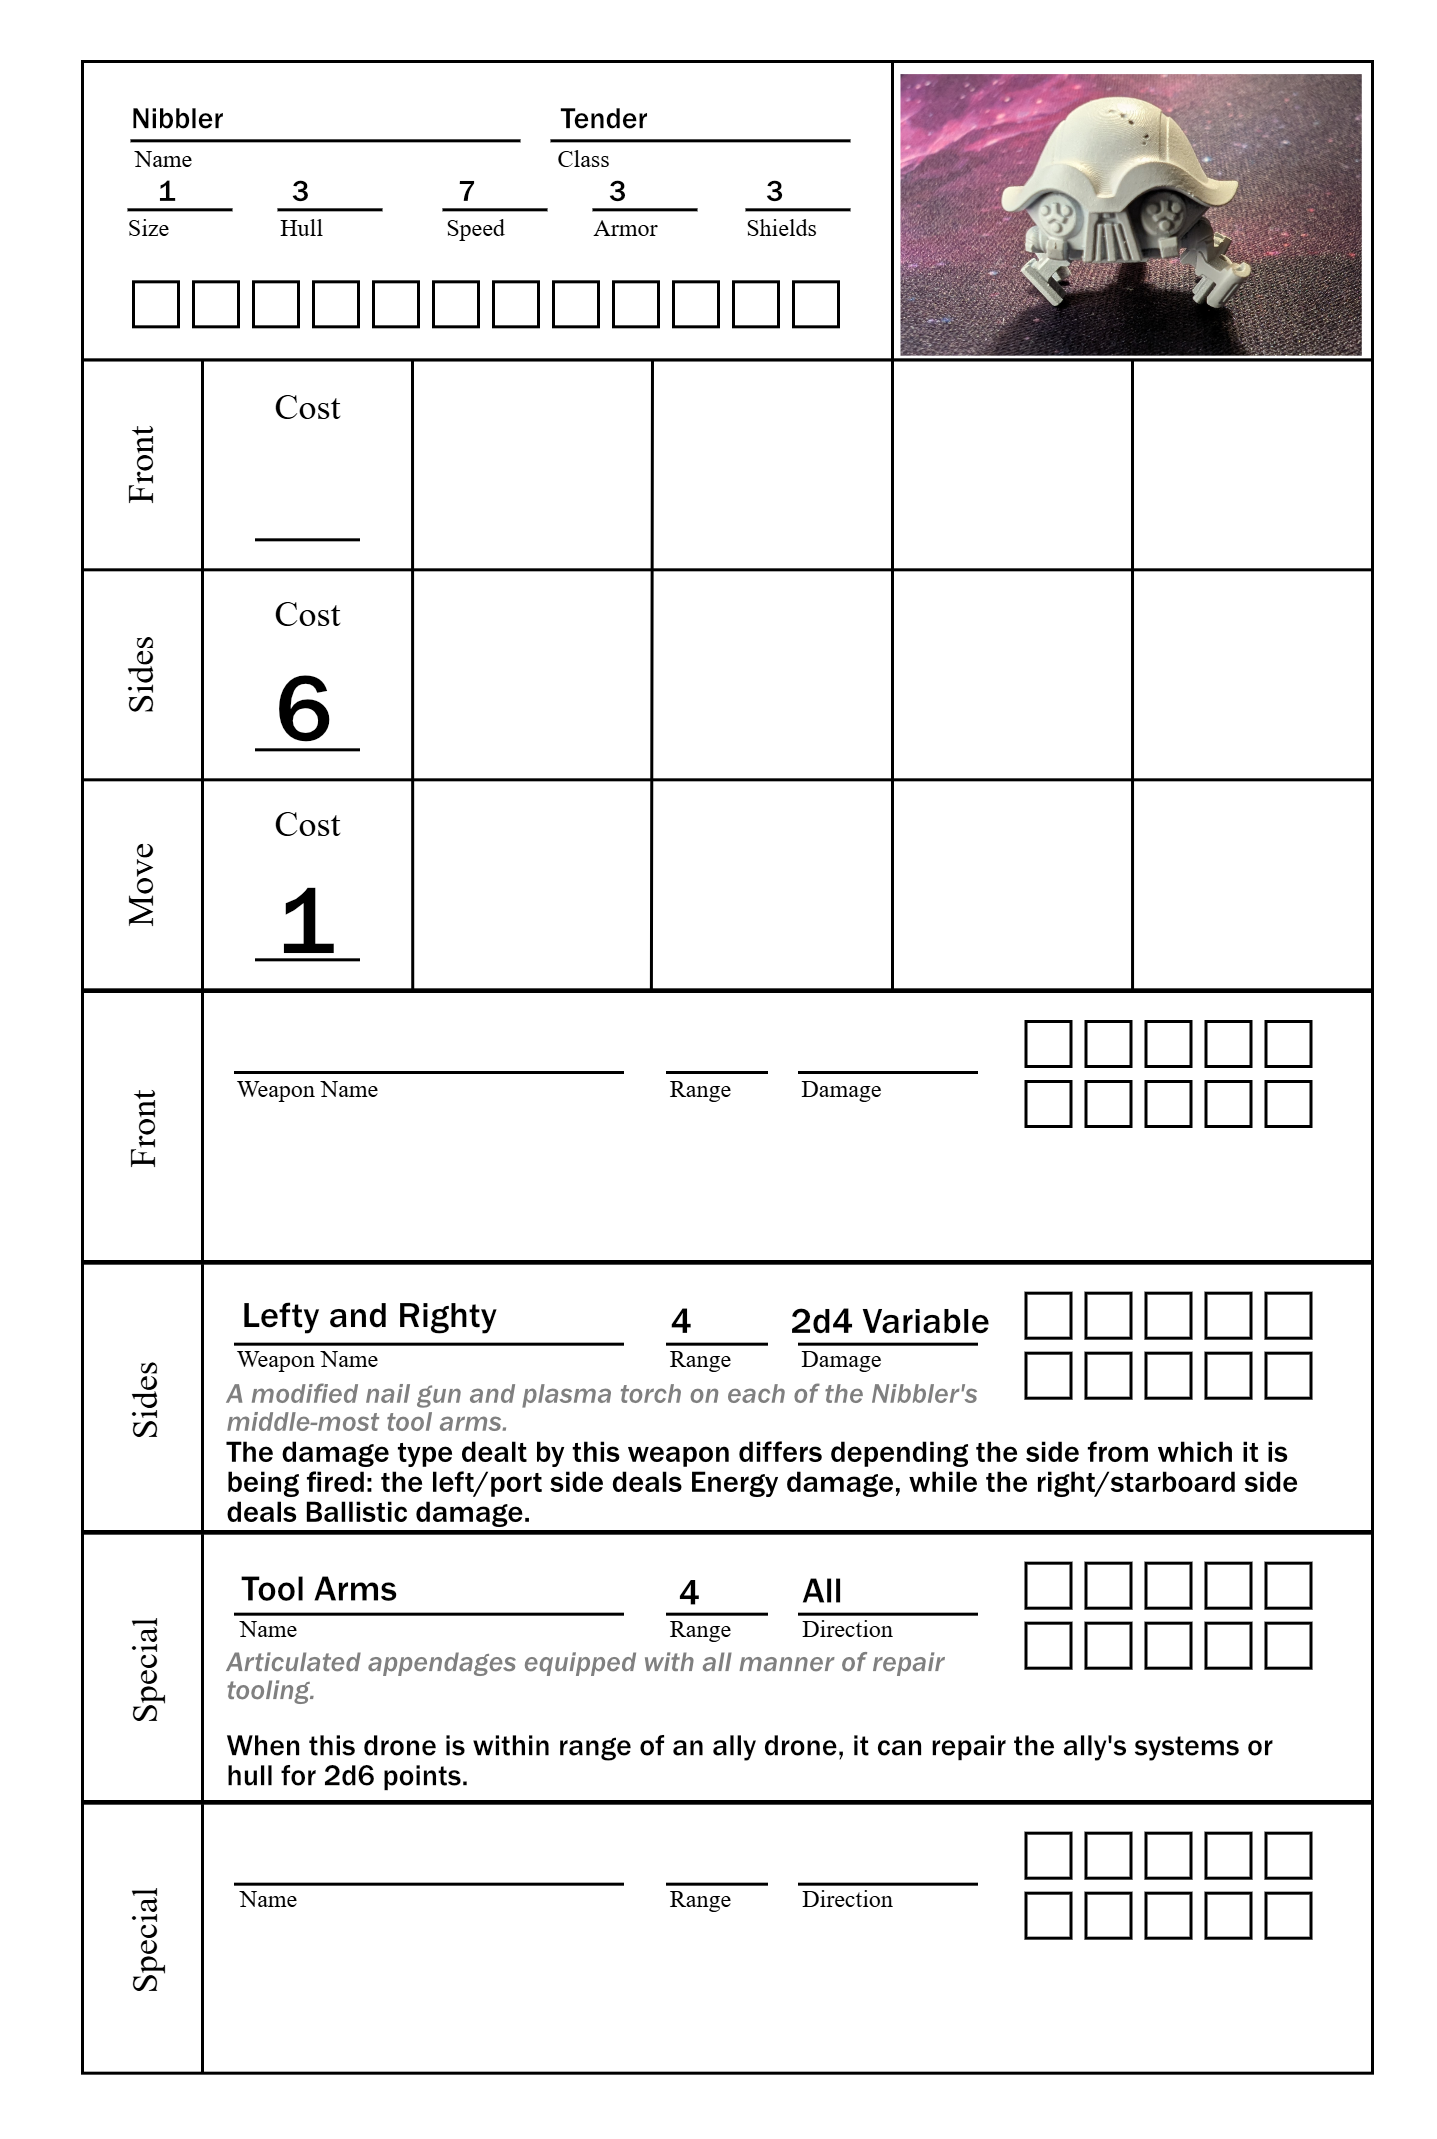 Nibbler Tender
Name Class
1 3 7 3 3
Size Hull Speed Armor Shields
Front Cost
Sides Cost 6
Move Cost 1
Front
Weapon Name Range Damage
Sides
Lefty and Righty 4 2d4 Variable
Weapon Name Range Damage
A modified nail gun and plasma torch on each of the Nibbler's
middle-most tool arms.
The damage type dealt by this weapon differs depending the side from which it is
being fired: the left/port side deals Energy damage, while the right/starboard side
deals Ballistic damage.
Special
Tool Arms 4 All
Name Range Direction
Articulated appendages equipped with all manner of repair
tooling.
When this drone is within range of an ally drone, it can repair the ally's systems or
hull for 2d6 points.
Special
Name Range Direction